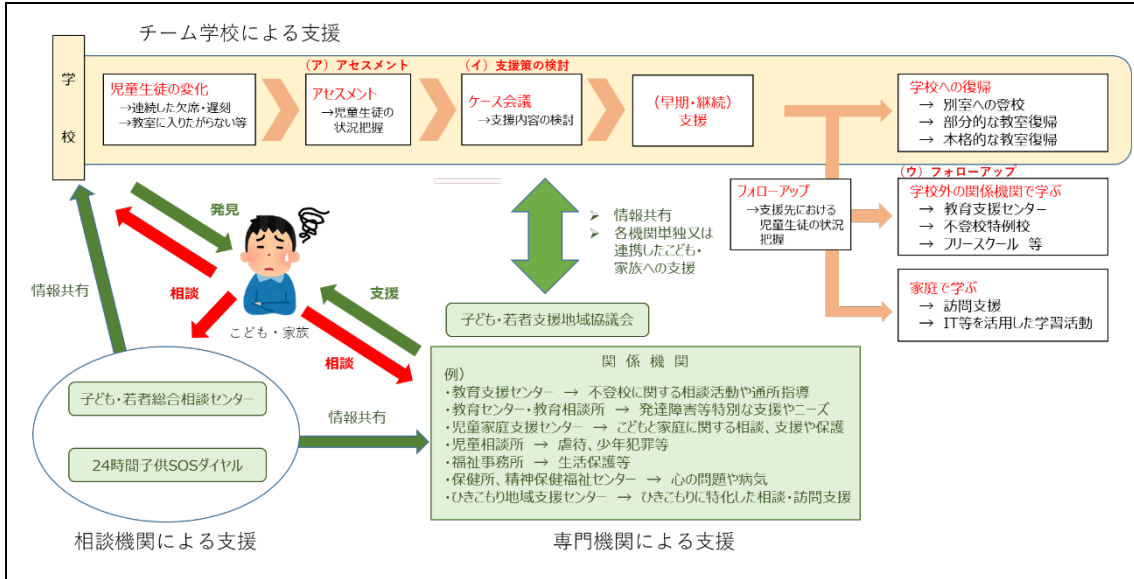 チーム学校による支援
学校
児童生徒の変化
→連続した欠席・遅刻
→教室に入りたがらない等
(ア)アセスメント
アセスメント
→児童生徒の
状況把握
(イ)支援策の検討
ケース会議
→支援内容の検討
(早期・継続)
支援
学校への復帰
→ 別室への登校
→ 部分的な教室復帰
→ 本格的な教室復帰
フォローアップ
→支援先における
児童生徒の状況
把握
(ウ)フォローアップ
学校外の関係機関で学ぶ
→ 教育支援センター
→ 不登校特例校
→ フリースクール 等
家庭で学ぶ
→ 訪問支援
→ IT等を活用した学習活動
発見
相談
情報共有
こども・家族
相談
支援
相談
➢ 情報共有
➢ 各機関単独又は
連携したこども・
家族への支援
子ども・若者支援地域協議会
子ども・若者総合相談センター
24時間子供SOSダイヤル
情報共有
関係機関
例)
・教育支援センター → 不登校に関する相談活動や通所指導
・教育センター・教育相談所 → 発達障害等特別な支援やニーズ
・児童家庭支援センター → こどもと家庭に関する相談、支援や保護
・児童相談所 → 虐待、少年犯罪等
・福祉事務所 → 生活保護等
・保健所、精神保健福祉センター → 心の問題や病気
・ひきこもり地域支援センター → ひきこもりに特化した相談・訪問支援
相談機関による支援
専門機関による支援